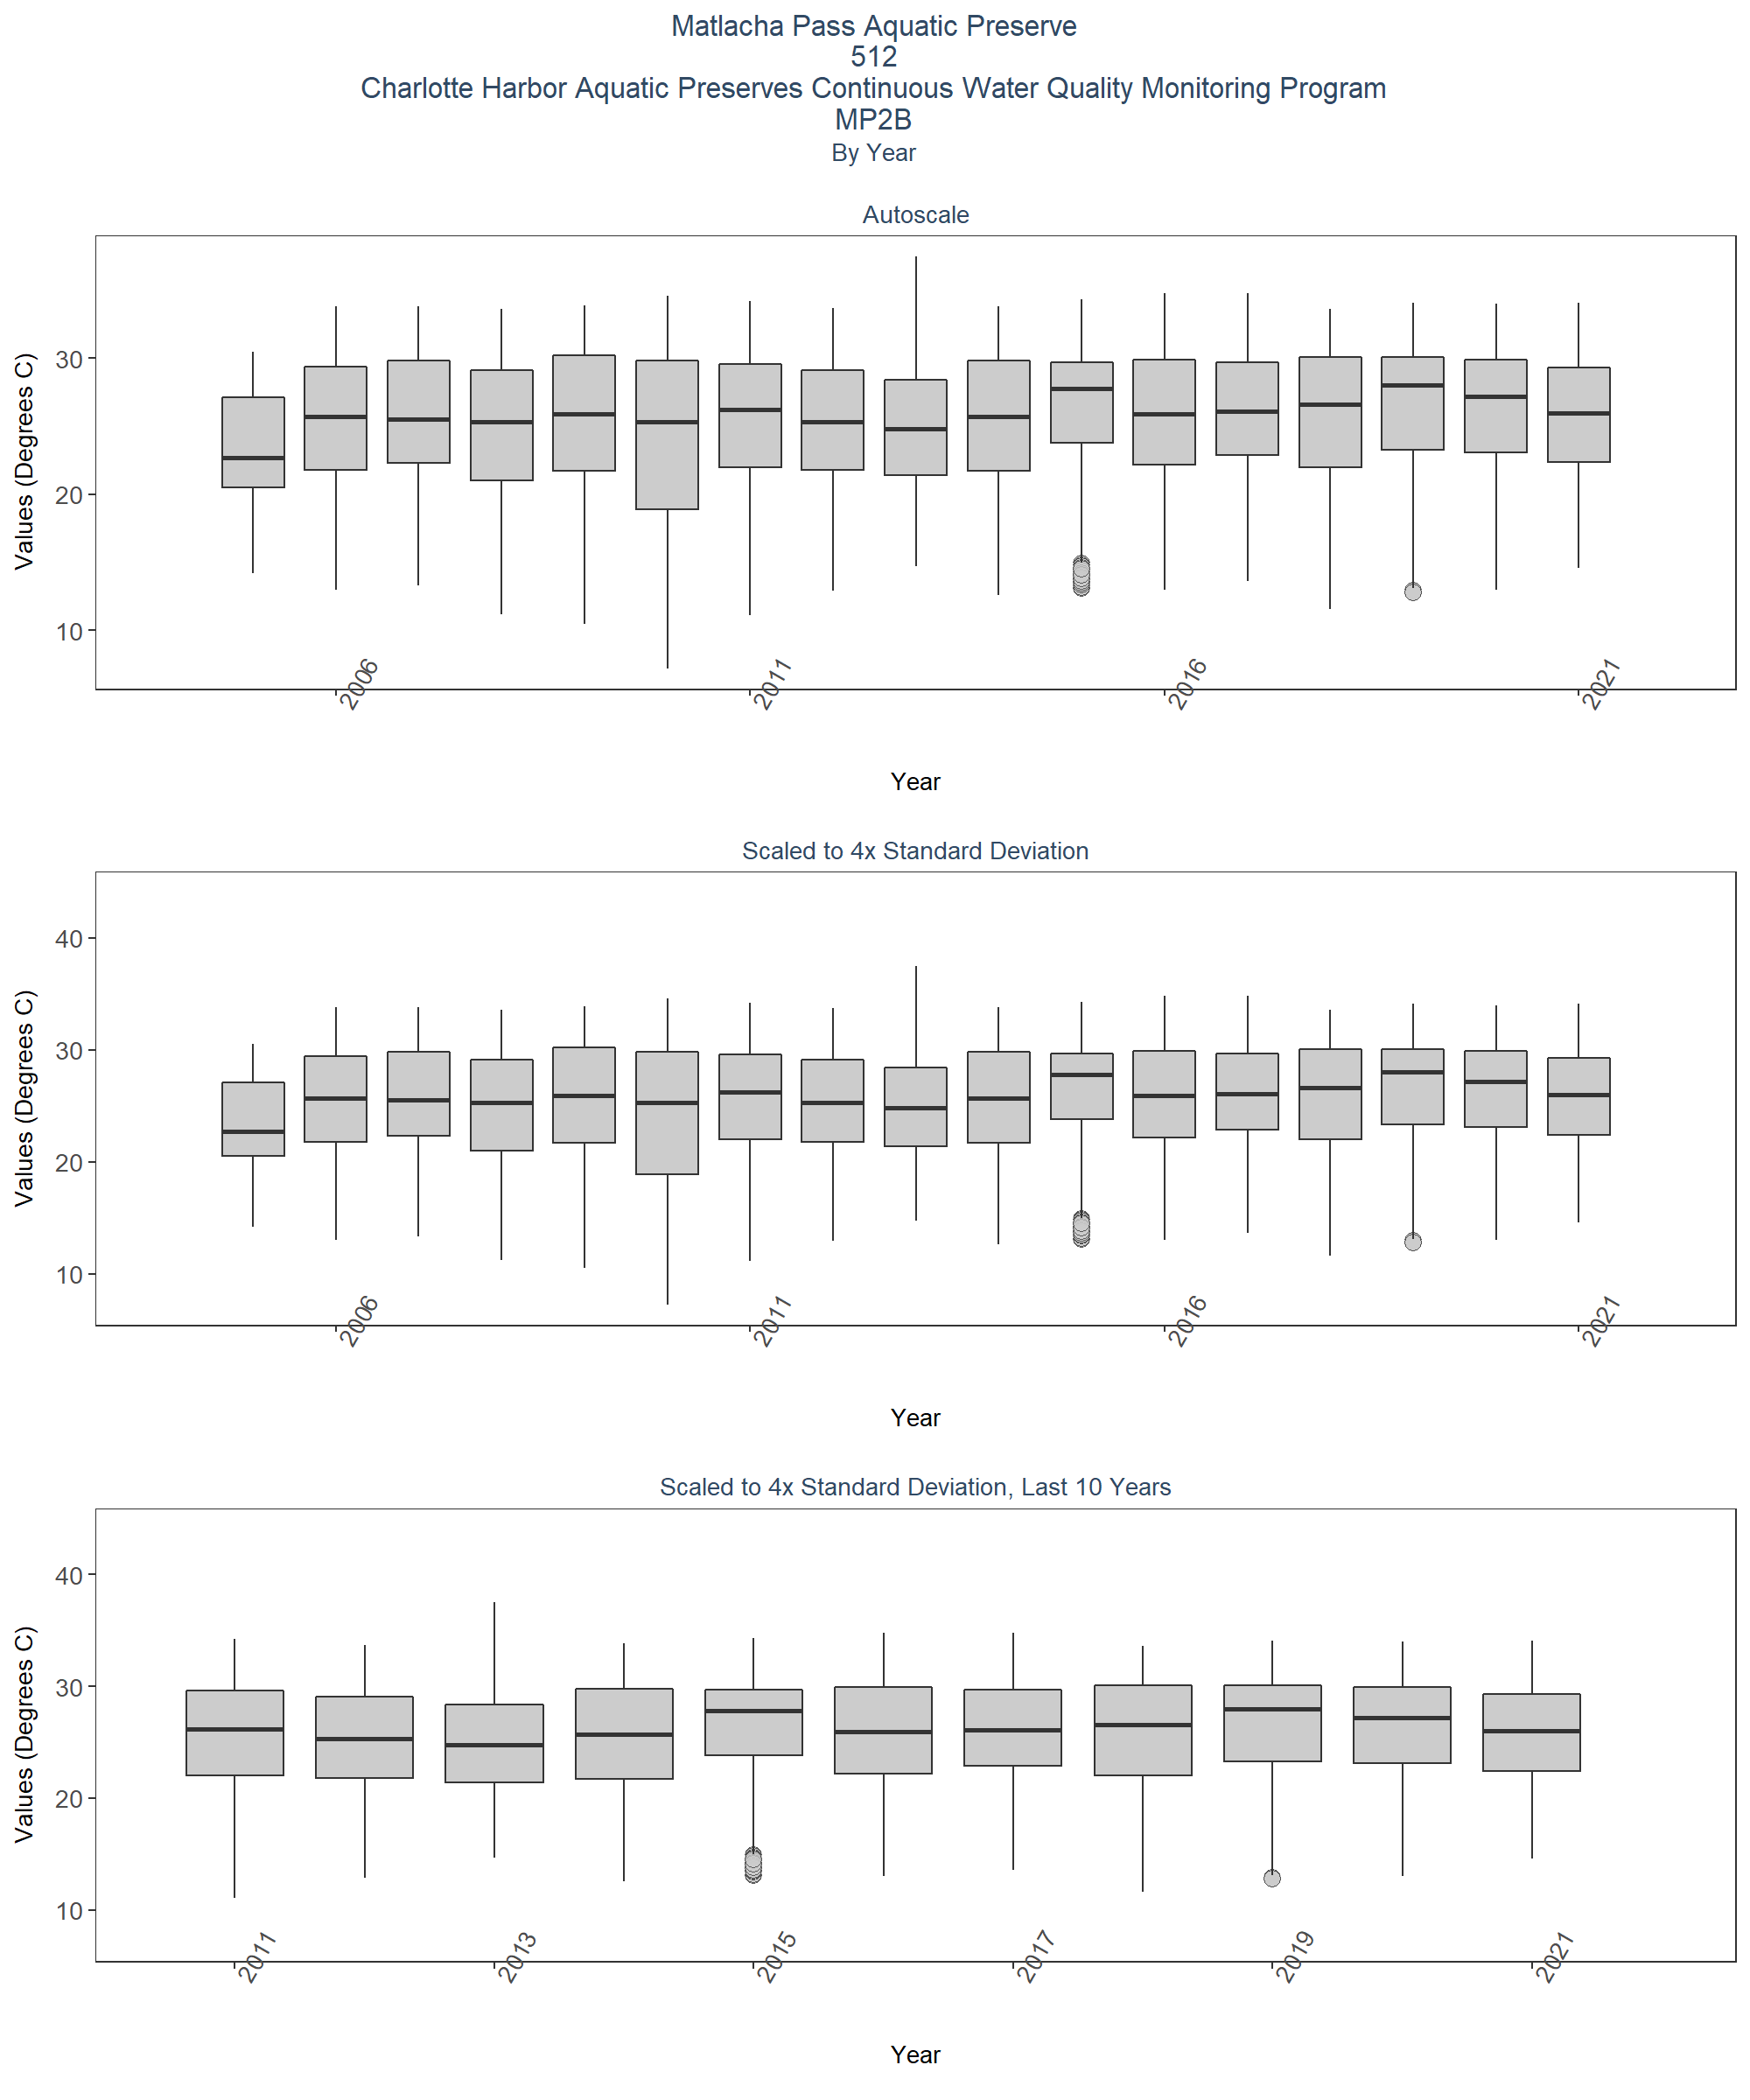 Matlacha Pass Aquatic Preserve
512
Charlotte Harbor Aquatic Preserves Continuous Water Quality Monitoring Program
MP2B
By Year
Autoscale
Values (Degrees C)
30
20
10
2006
2011
2016
2021
Year
Scaled to 4x Standard Deviation
Values (Degrees C)
40
30
20
10
2006
2011
2016
2021
Year
Scaled to 4x Standard Deviation, Last 10 Years
Values (Degrees C)
40
30
20
10
2011
2013
2015
2017
2019
2021
Year